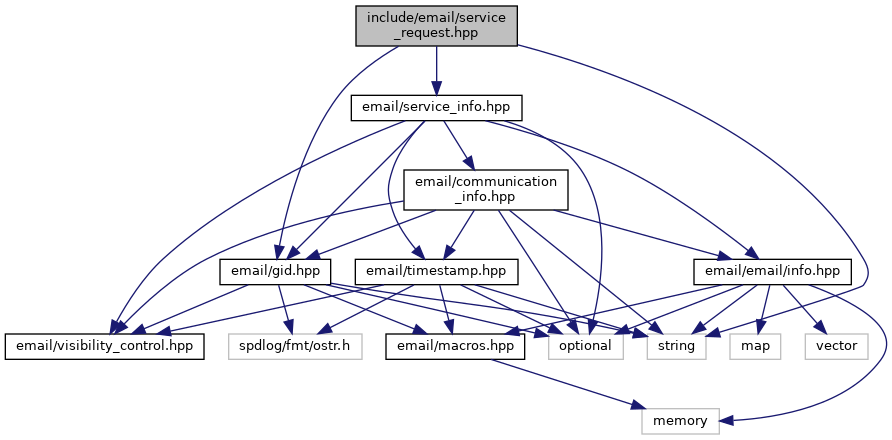 include/email/service
_request.hpp
email/service_info.hpp
email/communication
_info.hpp
email/gid.hpp
email/timestamp.hpp
email/email/info.hpp
email/visibility_control.hpp
spdlog/fmt/ostr.h
email/macros.hpp
optional
string
map
vector
memory